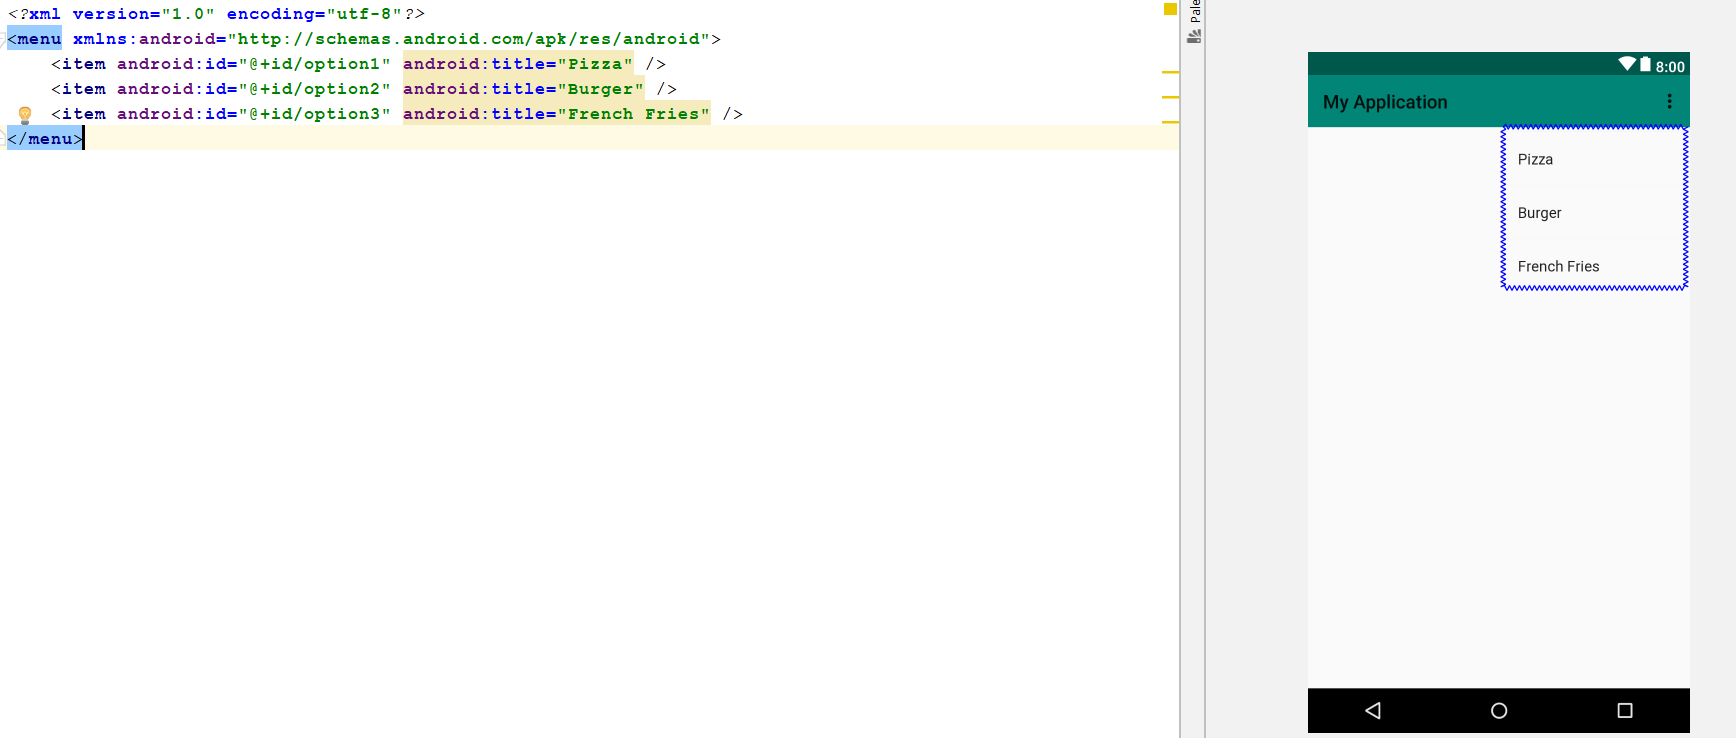 <?xml version="1.0" encoding="utf-8"?>
<menu xmlns:android="http://schemas.android.com/apk/res/android">
    <item android:id="@+id/option1" android:title="Pizza" />
    <item android:id="@+id/option2" android:title="Burger" />
    <item android:id="@+id/option3" android:title="French Fries" />
</menu>
Pale
8:00
My Application
Pizza
Burger
French Fries